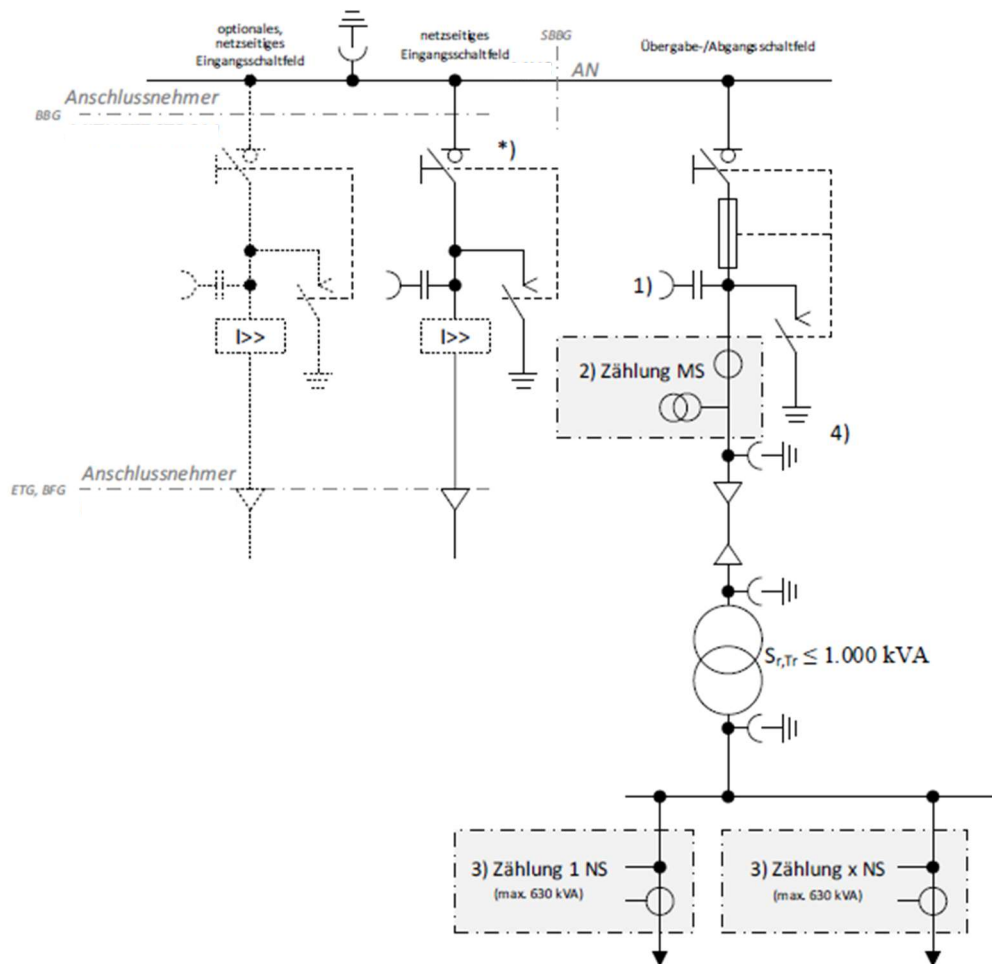 optionales,
netzseitiges
Eingangsschaltfeld
netzseitiges
Eingangsschaltfeld
SBBG
Übergabe-/Abgangsschaltfeld
AN
Anschlussnehmer
BBG
*)
1)
I>>
I>>
2) Zählung MS
4)
Anschlussnehmer
ETG, BFG
Sr,Tr ≤ 1.000 kVA
3) Zählung 1 NS
(max. 630 kVA)
3) Zählung x NS
(max. 630 kVA)